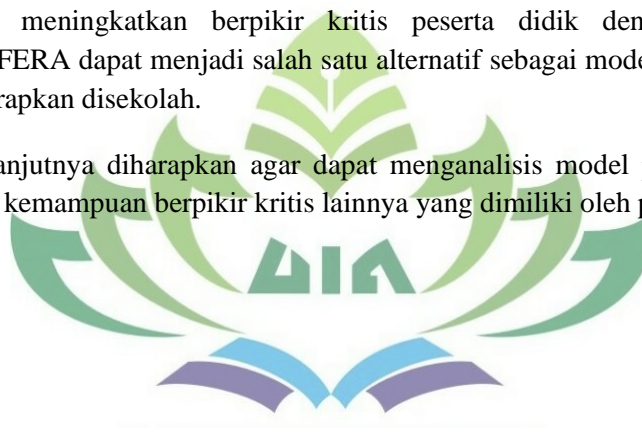 meningkatkan berpikir kritis peserta didik den
FERA dapat menjadi salah satu alternatif sebagai mode
rapkan disekolah.
anjutnya diharapkan agar dapat menganalisis model
kemampuan berpikir kritis lainnya yang dimiliki oleh p
UIN